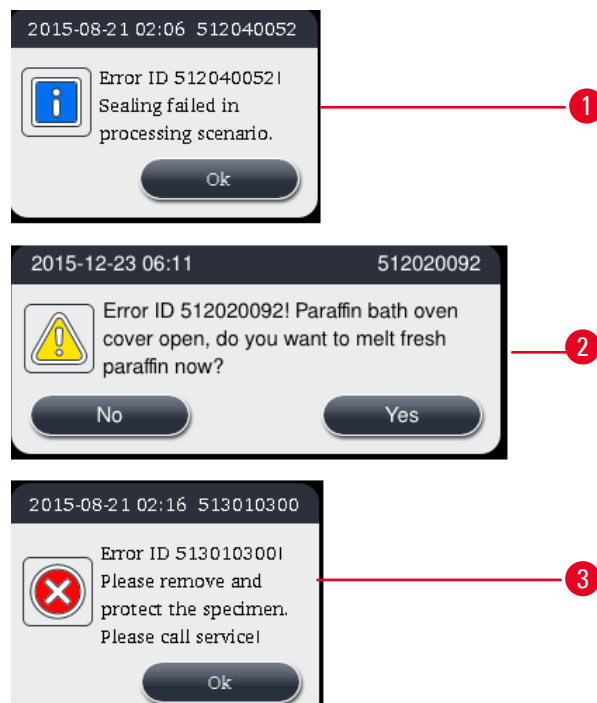 2015-08-21 02:06 512040052
Error ID 512040052!
Sealing failed in
processing scenario.
Ok
1
2015-12-23 06:11 512020092
Error ID 512020092! Paraffin bath oven
cover open, do you want to melt fresh
paraffin now?
No Yes
2
2015-08-21 02:16 513010300
Error ID 513010300!
Please remove and
protect the specimen.
Please call service!
Ok
3